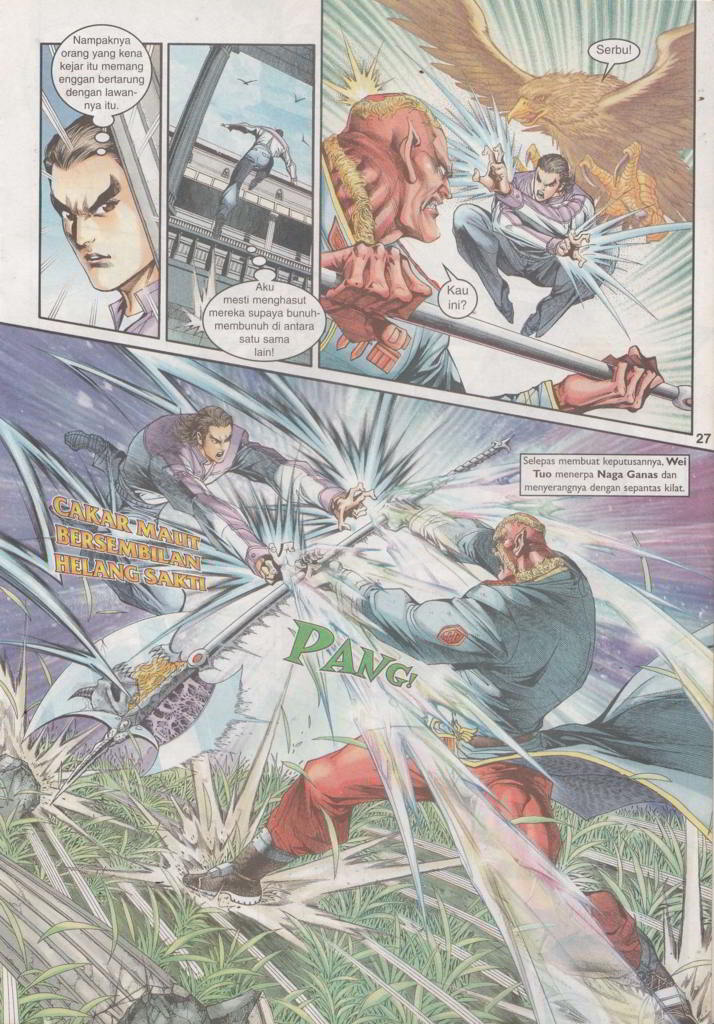 Nampaknya
orang yang kena
kejar itu memang
enggan bertarung
dengan lawan-
nya itu.
Aku
mesti menghasut
mereka supaya bunuh-
membunuh di antara
satu sama
lain!
Serbu!
Kau
ini?
27
Selepas membuat keputusannya, Wei
Tuo menerpa Naga Ganas dan
menyerangnya dengan sepantas kilat.
CAKAR MAUT
BERSEMBILAN
HELANG SAKTI
PANG!